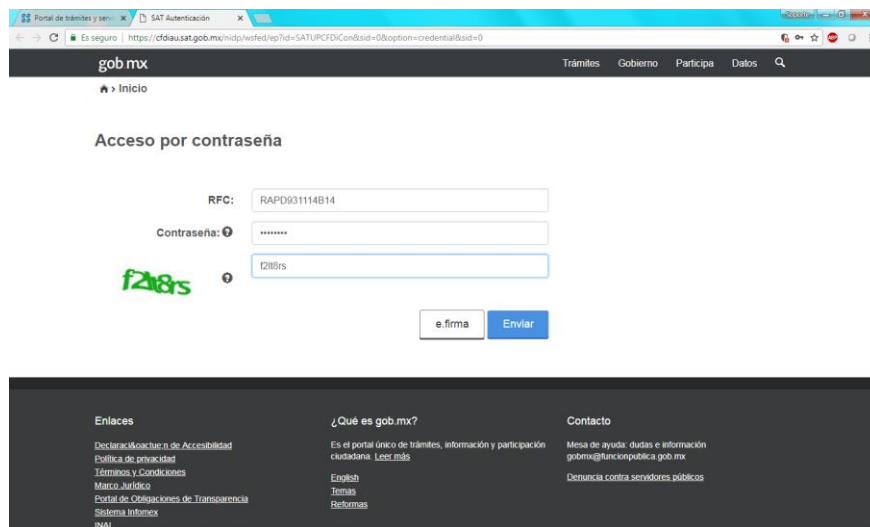 Portal de trámites y servi
SAT Autenticación
Es seguro | https://cfdiau.sat.gob.mx/nidp/wsfed/ep?id=SATUPCFDiCon&sid=0&option=credential&sid=0
gob mx
Trámites Gobierno Participa Datos
> Inicio
Acceso por contraseña
RFC: RAPD931114B14
Contraseña: ••••••••
f2lt8rs f2lt8rs
e.firma Enviar
Enlaces
Declaraci&oactue;n de Accesibilidad
Política de privacidad
Términos y Condiciones
Marco Jurídico
Portal de Obligaciones de Transparencia
Sistema Infomex
INAI
¿Qué es gob.mx?
Es el portal único de trámites, información y participación
ciudadana. Leer más
English
Temas
Reformas
Contacto
Mesa de ayuda: dudas e información
gobmx@funcionpublica.gob.mx
Denuncia contra servidores públicos